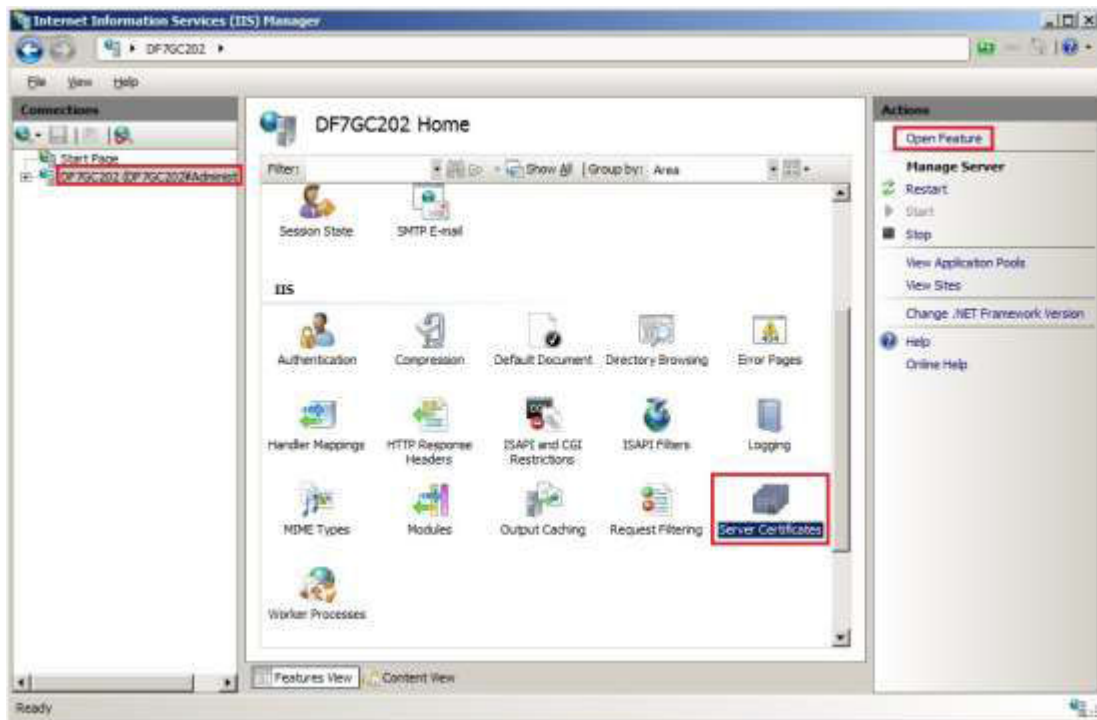 Internet Information Services (IIS) Manager
DF7GC202
File View Help
Connections
Start Page
DF7GC202 (DF7GC202\Administ
DF7GC202 Home
Filter: Go Show All Group by: Area
Session State SMTP E-mail
IIS
Authentication Compression Default Document Directory Browsing Error Pages
Handler Mappings HTTP Response Headers ISAPI and CGI Restrictions ISAPI Filters Logging
MIME Types Modules Output Caching Request Filtering Server Certificates
Worker Processes
Features View Content View
Actions
Open Feature
Manage Server
Restart
Start
Stop
View Application Pools
View Sites
Change .NET Framework Version
Help
Online Help
Ready